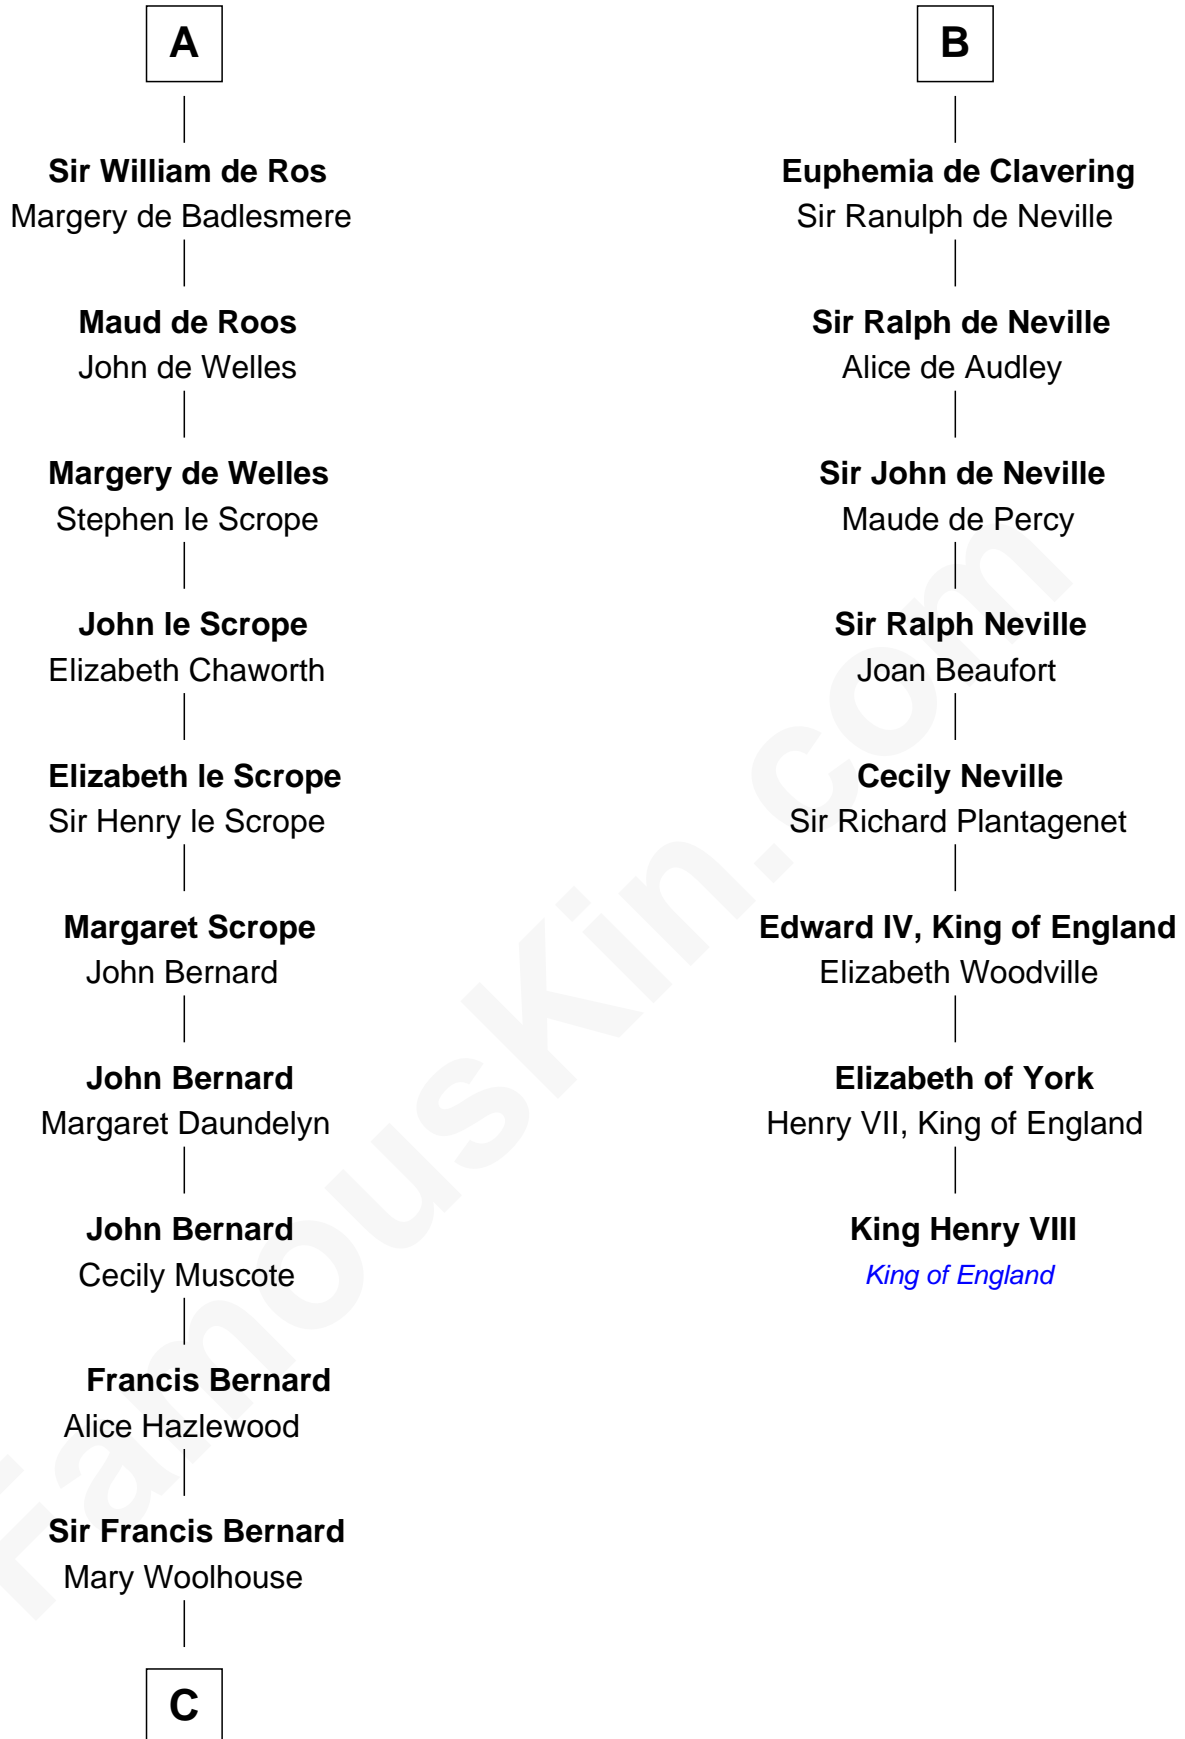 A
Sir William de Ros
Margery de Badlesmere
Maud de Roos
John de Welles
Margery de Welles
Stephen le Scrope
John le Scrope
Elizabeth Chaworth
Elizabeth le Scrope
Sir Henry le Scrope
Margaret Scrope
John Bernard
John Bernard
Margaret Daundelyn
John Bernard
Cecily Muscote
Francis Bernard
Alice Hazlewood
Sir Francis Bernard
Mary Woolhouse
C
B
Euphemia de Clavering
Sir Ranulph de Neville
Sir Ralph de Neville
Alice de Audley
Sir John de Neville
Maude de Percy
Sir Ralph Neville
Joan Beaufort
Cecily Neville
Sir Richard Plantagenet
Edward IV, King of England
Elizabeth Woodville
Elizabeth of York
Henry VII, King of England
King Henry VIII
King of England
FamousKin.com